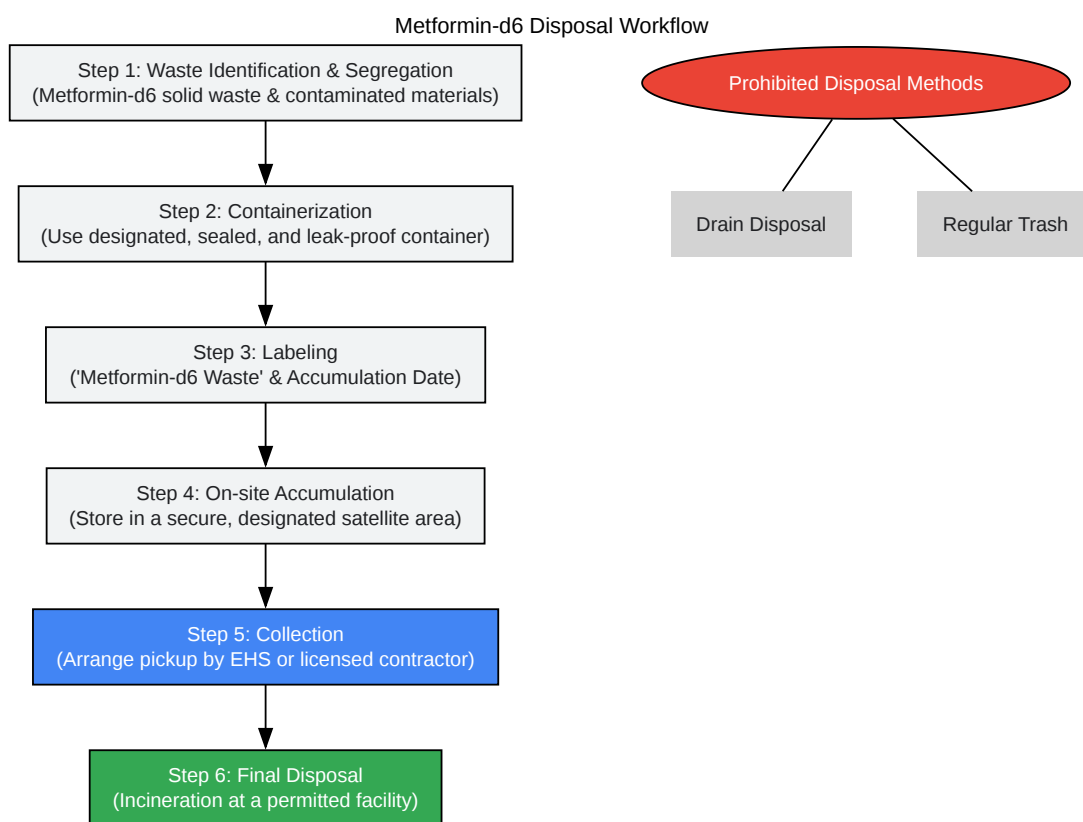 Metformin-d6 Disposal Workflow
Step 1: Waste Identification & Segregation
(Metformin-d6 solid waste & contaminated materials)
Step 2: Containerization
(Use designated, sealed, and leak-proof container)
Step 3: Labeling
('Metformin-d6 Waste' & Accumulation Date)
Step 4: On-site Accumulation
(Store in a secure, designated satellite area)
Step 5: Collection
(Arrange pickup by EHS or licensed contractor)
Step 6: Final Disposal
(Incineration at a permitted facility)
Prohibited Disposal Methods
Drain Disposal
Regular Trash